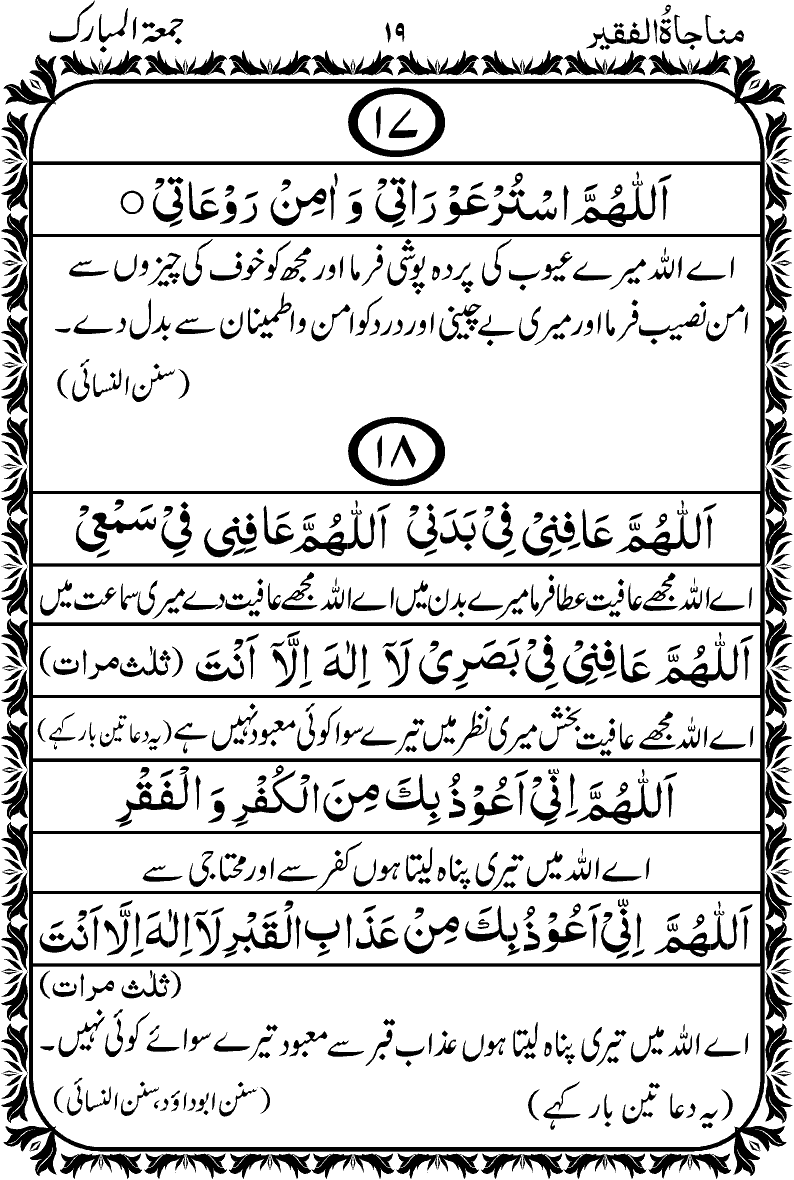 مناجاۃُ الفقیر ۱۹ جمعۃ المبارک
۱۷
اَللّٰهُمَّ اسْتُرْ عَوْرَاتِیْ وَ اٰمِنْ رَوْعَاتِیْ ○
اے اللہ میرے عیوب کی پردہ پوشی فرما اور مجھ کو خوف کی چیزوں سے
امن نصیب فرما اور میری بے چینی اور درد کو امن و اطمینان سے بدل دے۔
(سنن النسائی)
۱۸
اَللّٰهُمَّ عَافِنِیْ فِیْ بَدَنِیْ اَللّٰهُمَّ عَافِنِی فِیْ سَمْعِیْ
اے اللہ مجھے عافیت عطا فرما میرے بدن میں اے اللہ مجھے عافیت دے میری سماعت میں
اَللّٰهُمَّ عَافِنِیْ فِیْ بَصَرِیْ لَآ اِلٰهَ اِلَّآ اَنْتَ (ثلٰث مرات)
اے اللہ مجھے عافیت بخش میری نظر میں تیرے سوا کوئی معبود نہیں ہے (یہ دعا تین بار کہے)
اَللّٰهُمَّ اِنِّیْ اَعُوْذُ بِكَ مِنَ الْكُفْرِ وَ الْفَقْرِ
اے اللہ میں تیری پناہ لیتا ہوں کفر سے اور محتاجی سے
اَللّٰهُمَّ اِنِّیْ اَعُوْذُ بِكَ مِنْ عَذَابِ الْقَبْرِ لَآ اِلٰهَ اِلَّا اَنْتَ
(ثلٰث مرات)
اے اللہ میں تیری پناہ لیتا ہوں عذاب قبر سے معبود تیرے سوائے کوئی نہیں۔
(یہ دعا تین بار کہے) (سنن ابوداؤد، سنن النسائی)